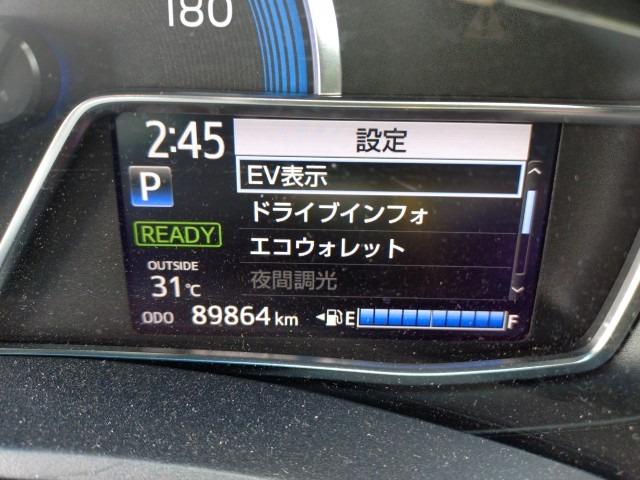 180
2:45
設定
P
EV表示
ドライブインフォ
READY
エコウォレット
OUTSIDE
31℃
夜間調光
ODO 89864 km E F